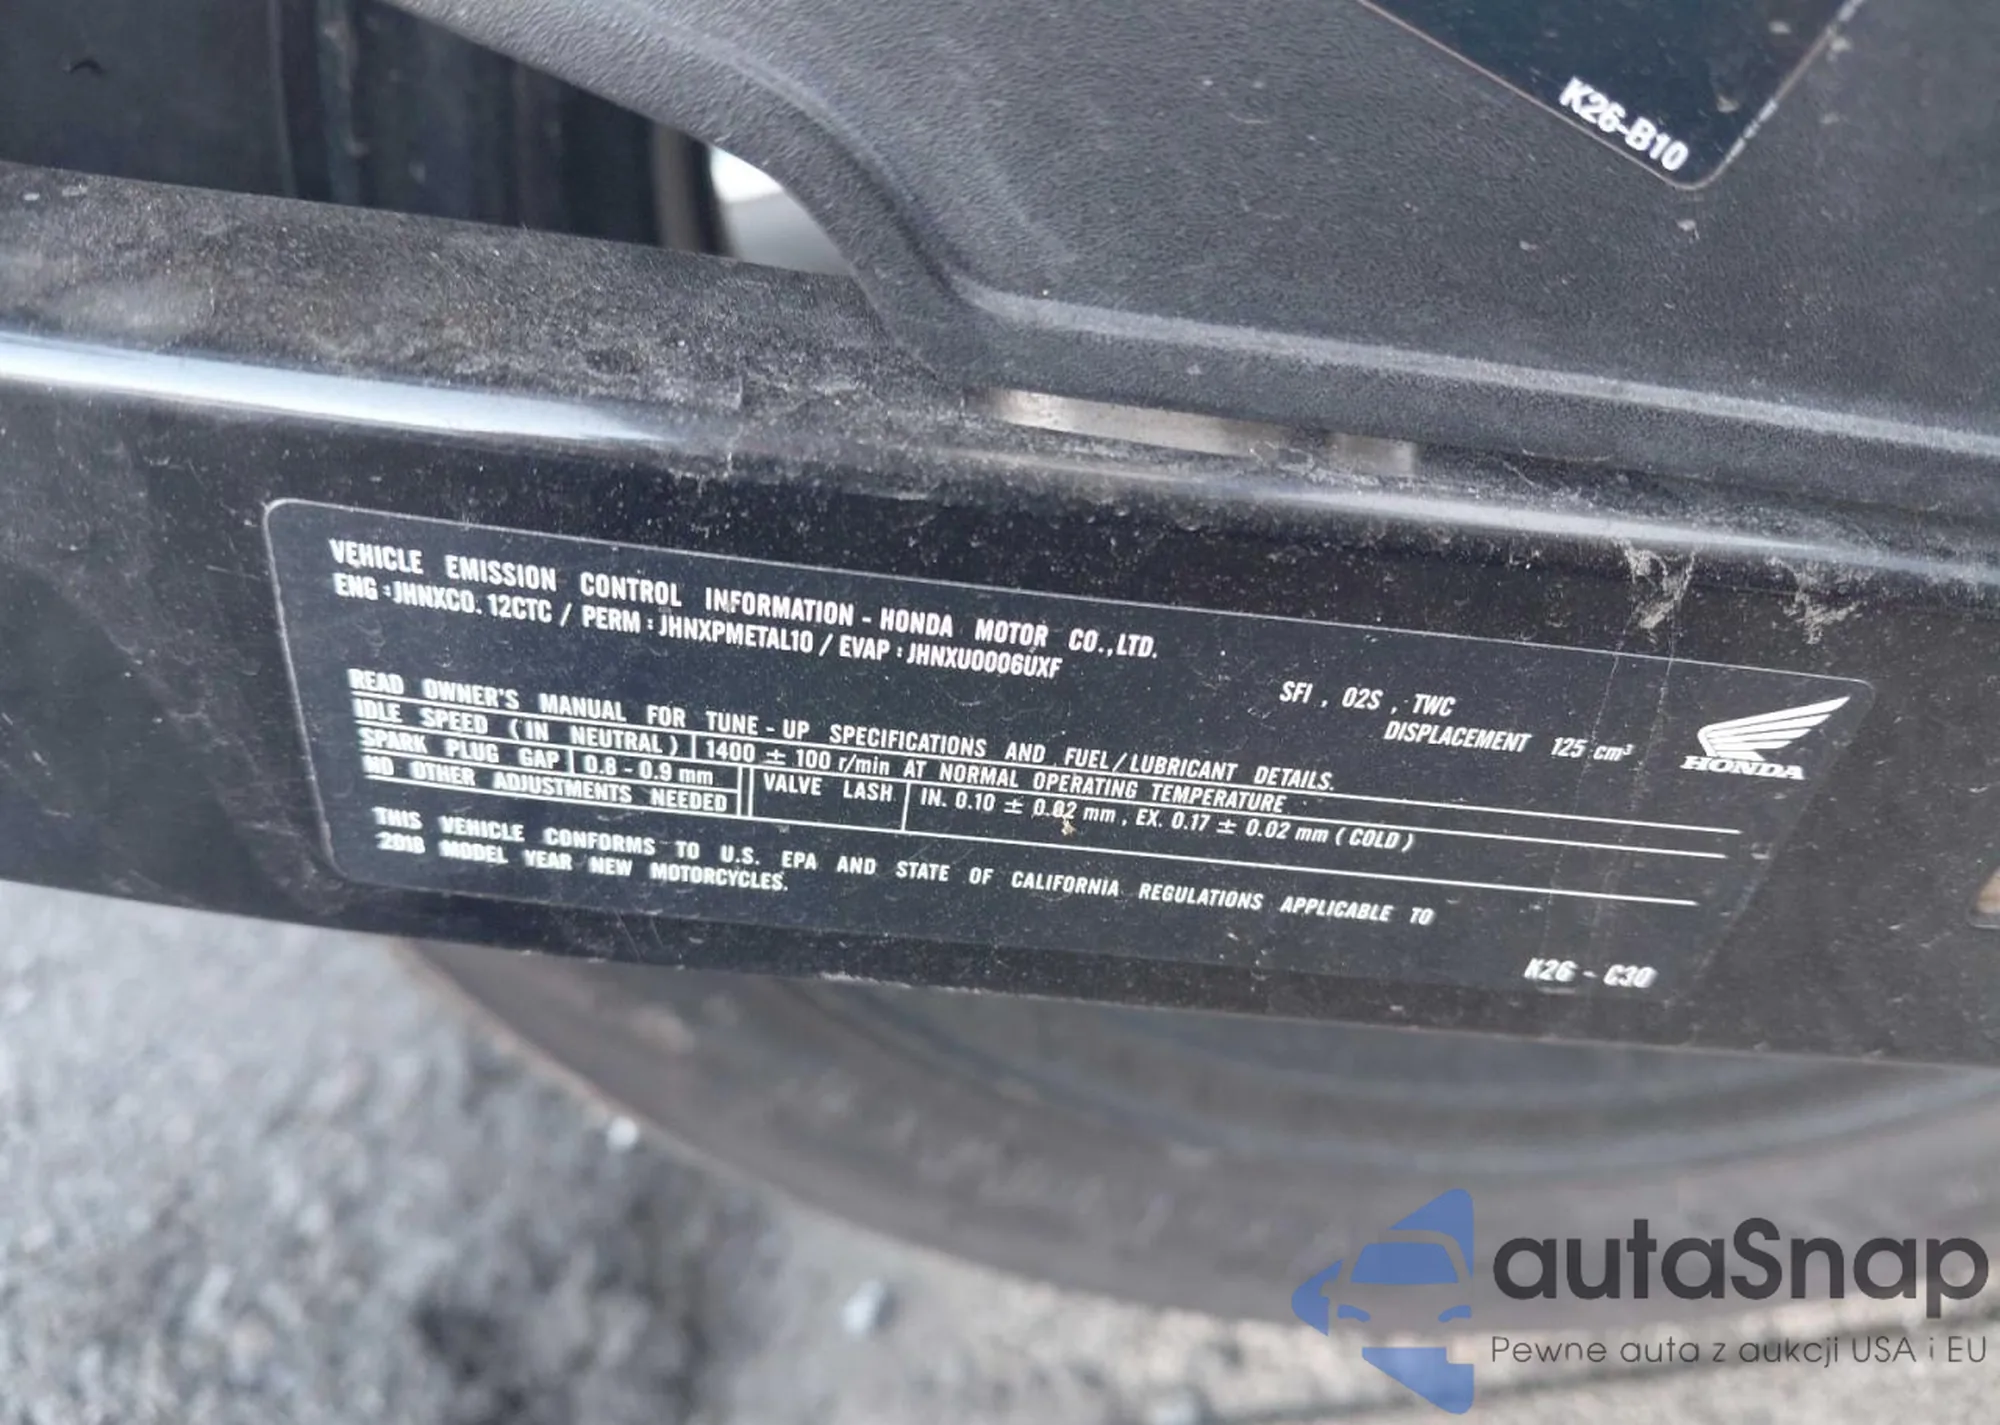 K26-B10
VEHICLE EMISSION CONTROL INFORMATION - HONDA MOTOR CO.,LTD.
ENG : JHNXC0. 12CTC / PERM : JHNXPMETAL10 / EVAP : JHNXU0006UXF
SFI , O2S , TWC
DISPLACEMENT 125 cm³
HONDA
READ OWNER'S MANUAL FOR TUNE - UP SPECIFICATIONS AND FUEL / LUBRICANT DETAILS.
IDLE SPEED ( IN NEUTRAL ) 1400 ± 100 r/min AT NORMAL OPERATING TEMPERATURE
SPARK PLUG GAP 0.8 - 0.9 mm VALVE LASH IN. 0.10 ± 0.02 mm , EX. 0.17 ± 0.02 mm ( COLD )
NO OTHER ADJUSTMENTS NEEDED
THIS VEHICLE CONFORMS TO U.S. EPA AND STATE OF CALIFORNIA REGULATIONS APPLICABLE TO
2018 MODEL YEAR NEW MOTORCYCLES.
K26 - C30
autaSnap
Pewne auta z aukcji USA i EU